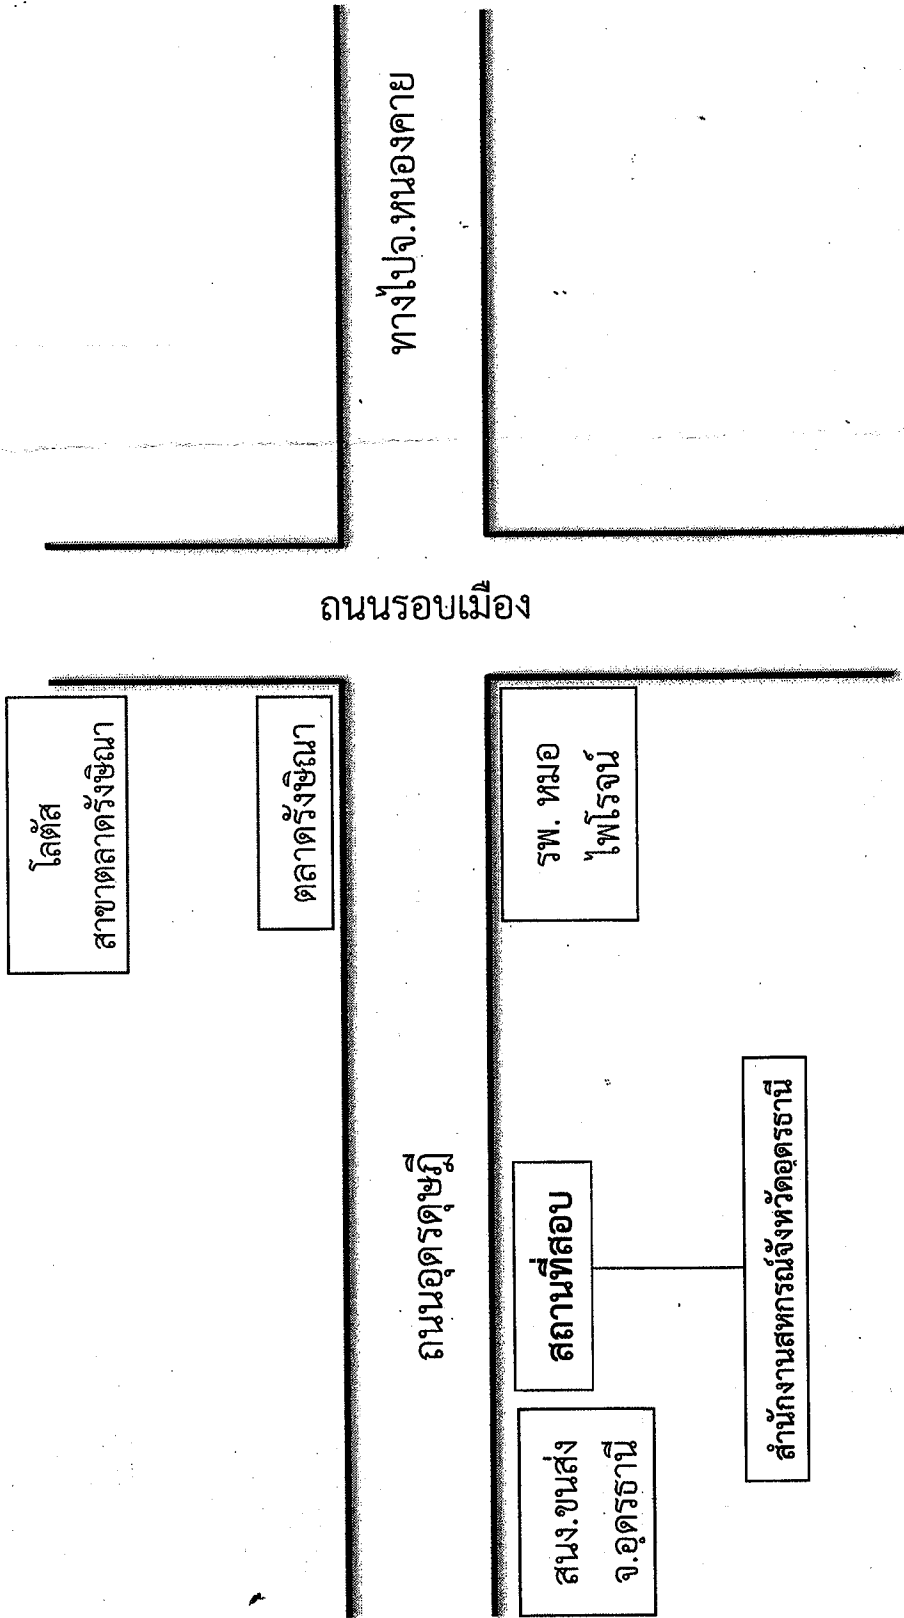 โลตัส
สาขาตลาดรังษิณา
ตลาดรังษิณา
ทางไปจ.หนองคาย
ถนนรอบเมือง
ถนนอุดรดุษฎี
รพ. หมอ
ไพโรจน์
สถานที่สอบ
สนง.ขนส่ง
จ.อุดรธานี
สำนักงานสหกรณ์จังหวัดอุดรธานี